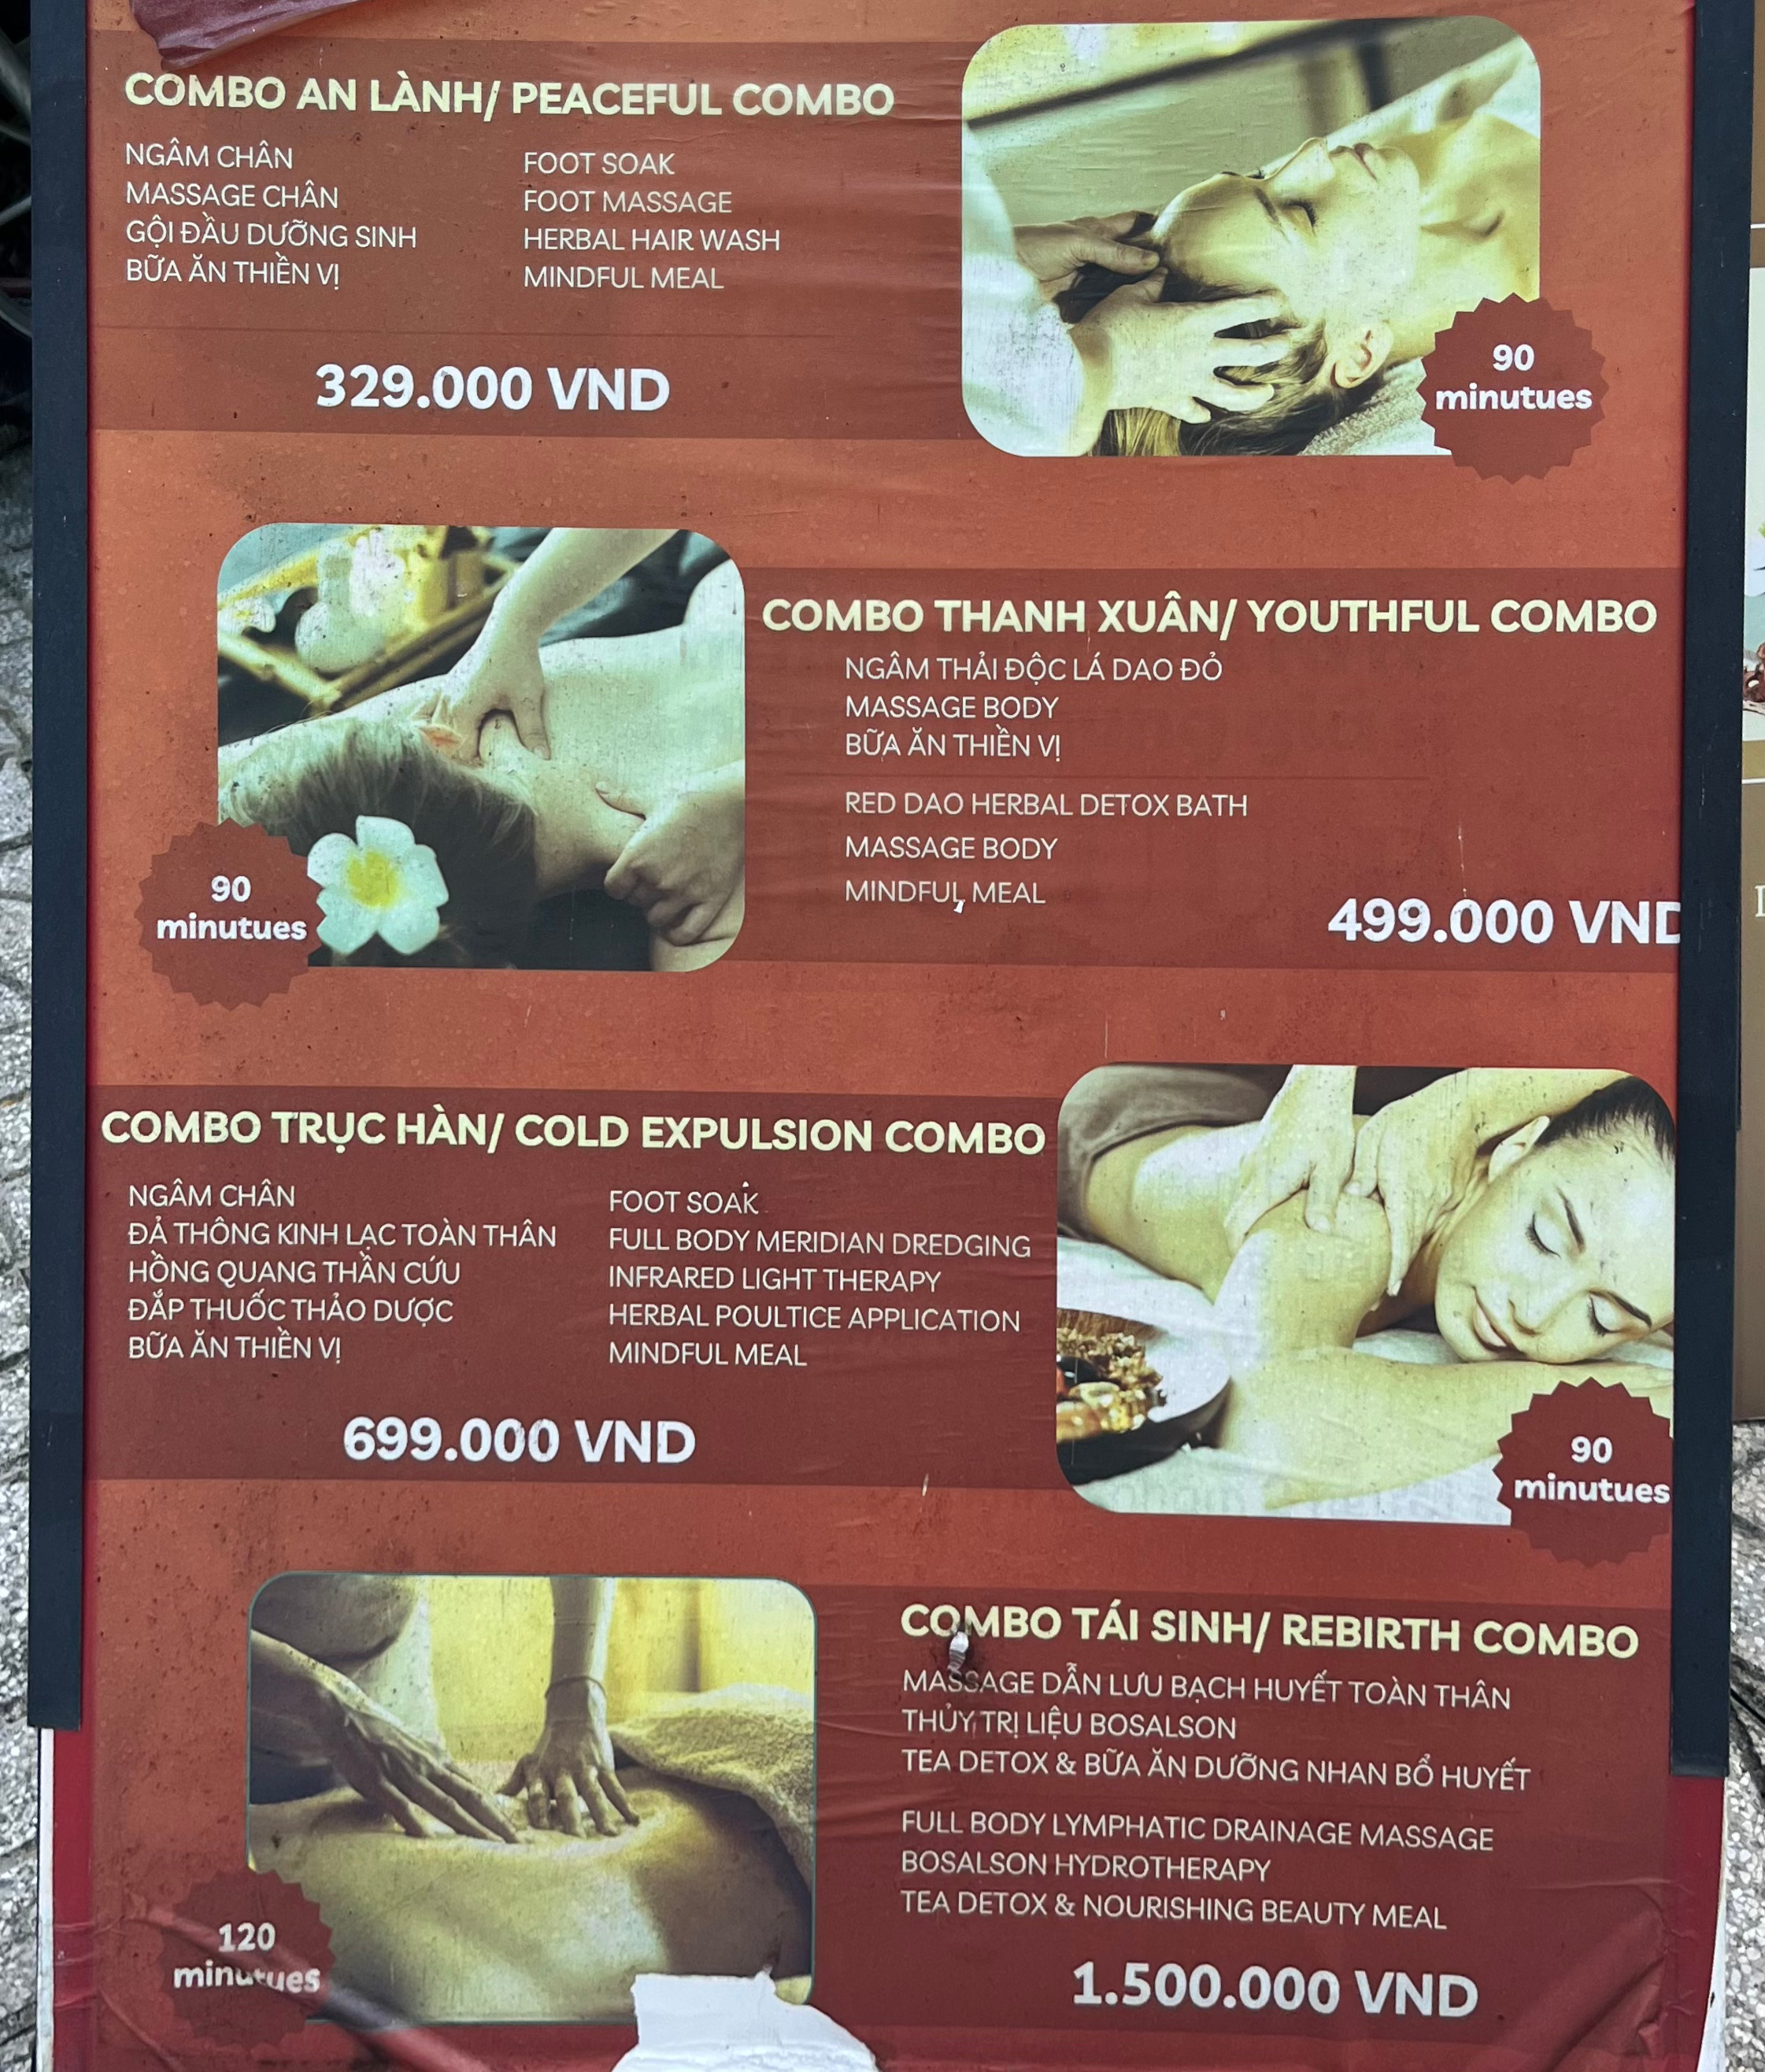 COMBO AN LÀNH/ PEACEFUL COMBO
NGÂM CHÂN
MASSAGE CHÂN
GỘI ĐẦU DƯỠNG SINH
BỮA ĂN THIỀN VỊ
FOOT SOAK
FOOT MASSAGE
HERBAL HAIR WASH
MINDFUL MEAL
329.000 VND
90
minutues
COMBO THANH XUÂN/ YOUTHFUL COMBO
NGÂM THẢI ĐỘC LÁ DAO ĐỎ
MASSAGE BODY
BỮA ĂN THIỀN VỊ
RED DAO HERBAL DETOX BATH
MASSAGE BODY
MINDFUL MEAL
499.000 VND
90
minutues
COMBO TRỤC HÀN/ COLD EXPULSION COMBO
NGÂM CHÂN
ĐẢ THÔNG KINH LẠC TOÀN THÂN
HỒNG QUANG THẦN CỨU
ĐẮP THUỐC THẢO DƯỢC
BỮA ĂN THIỀN VỊ
FOOT SOAK
FULL BODY MERIDIAN DREDGING
INFRARED LIGHT THERAPY
HERBAL POULTICE APPLICATION
MINDFUL MEAL
699.000 VND
90
minutues
COMBO TÁI SINH/ REBIRTH COMBO
MASSAGE DẪN LƯU BẠCH HUYẾT TOÀN THÂN
THỦY TRỊ LIỆU BOSALSON
TEA DETOX & BỮA ĂN DƯỠNG NHAN BỔ HUYẾT
FULL BODY LYMPHATIC DRAINAGE MASSAGE
BOSALSON HYDROTHERAPY
TEA DETOX & NOURISHING BEAUTY MEAL
1.500.000 VND
120
minutues